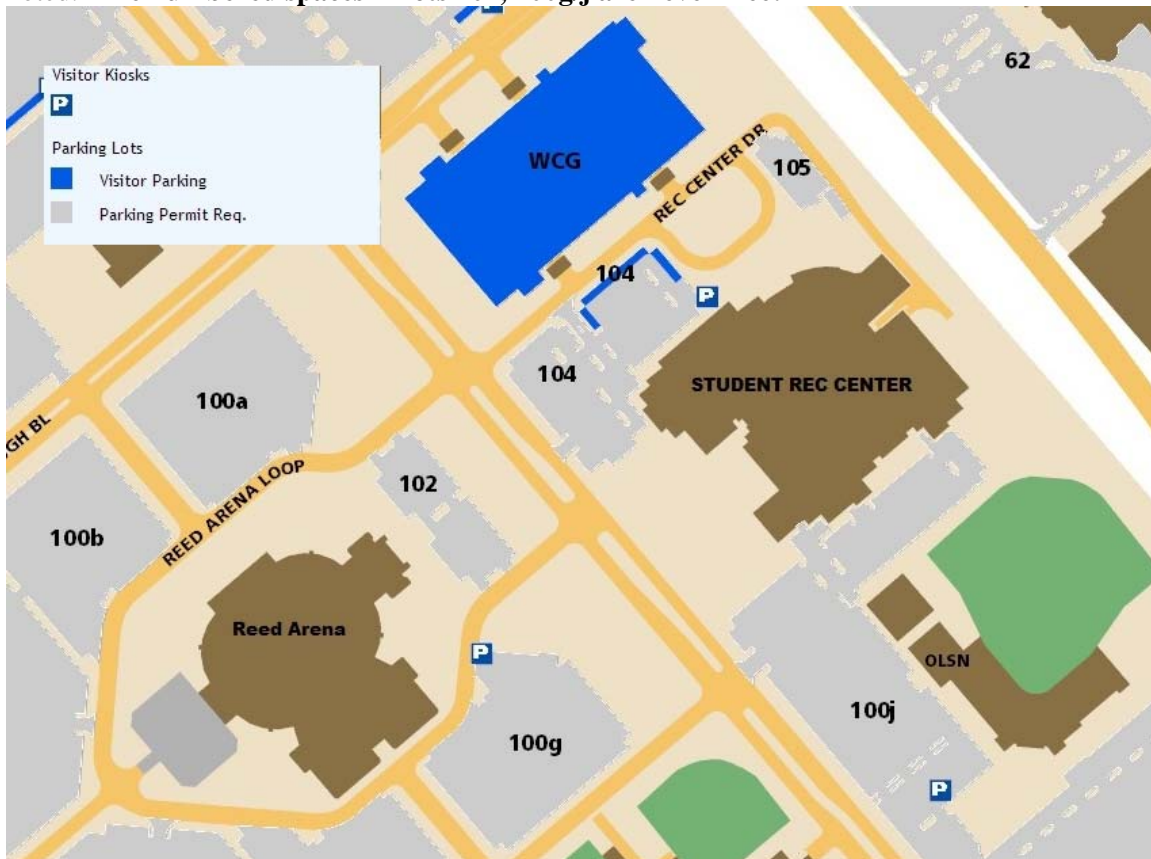 Visitor Kiosks
P
Parking Lots
Visitor Parking
Parking Permit Req.
WCG
62
105
REC CENTER DR
104
P
104
STUDENT REC CENTER
100a
GH BL
REED ARENA LOOP
102
100b
Reed Arena
P
OLSN
100j
100g
P